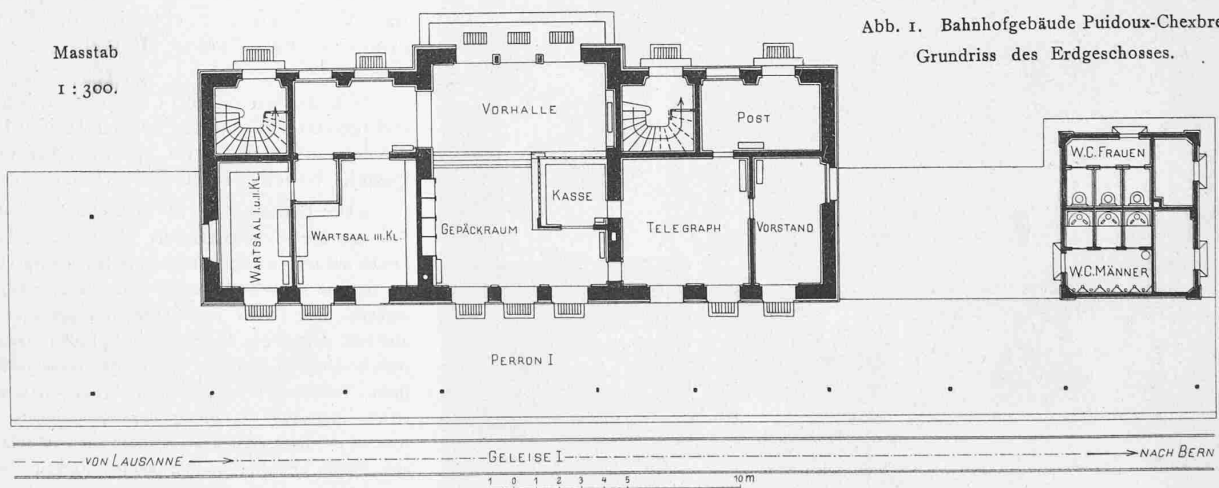 Masstab
1 : 300.
Abb. 1. Bahnhofgebäude Puidoux-Chexbre
Grundriss des Erdgeschosses.
VORHALLE
POST
W.C. FRAUEN
WARTSAAL I.u.II.KL.
WARTSAAL III.KL.
GEPÄCKRAUM
KASSE
TELEGRAPH
VORSTAND
W.C. MÄNNER
PERRON I
VON LAUSANNE
GELEISE I
NACH BERN
1 0 1 2 3 4 5 10 m